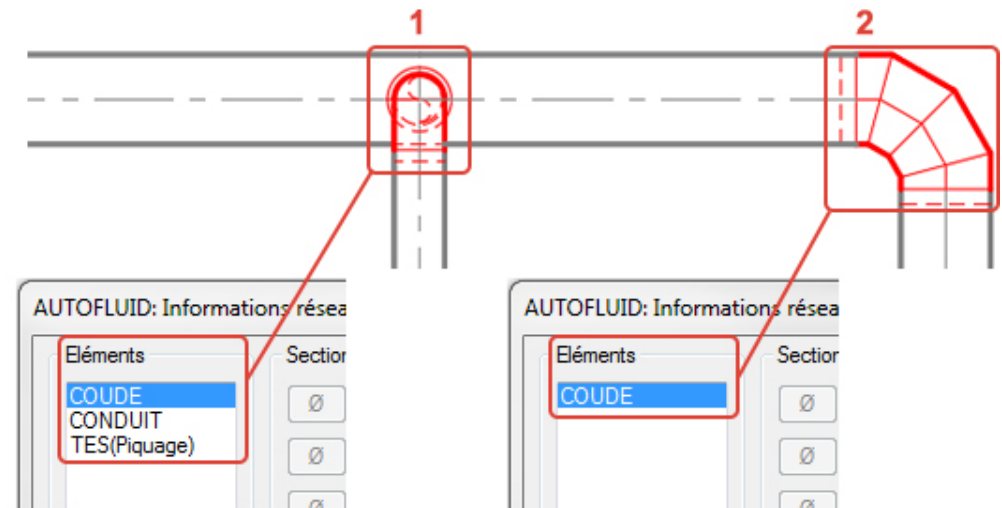 1
2
AUTOFLUID: Informations résea
Eléments
Section
COUDE
CONDUIT
TES(Piquage)
Ø
Ø
Ø
AUTOFLUID: Informations résea
Eléments
Section
COUDE
Ø
Ø
Ø